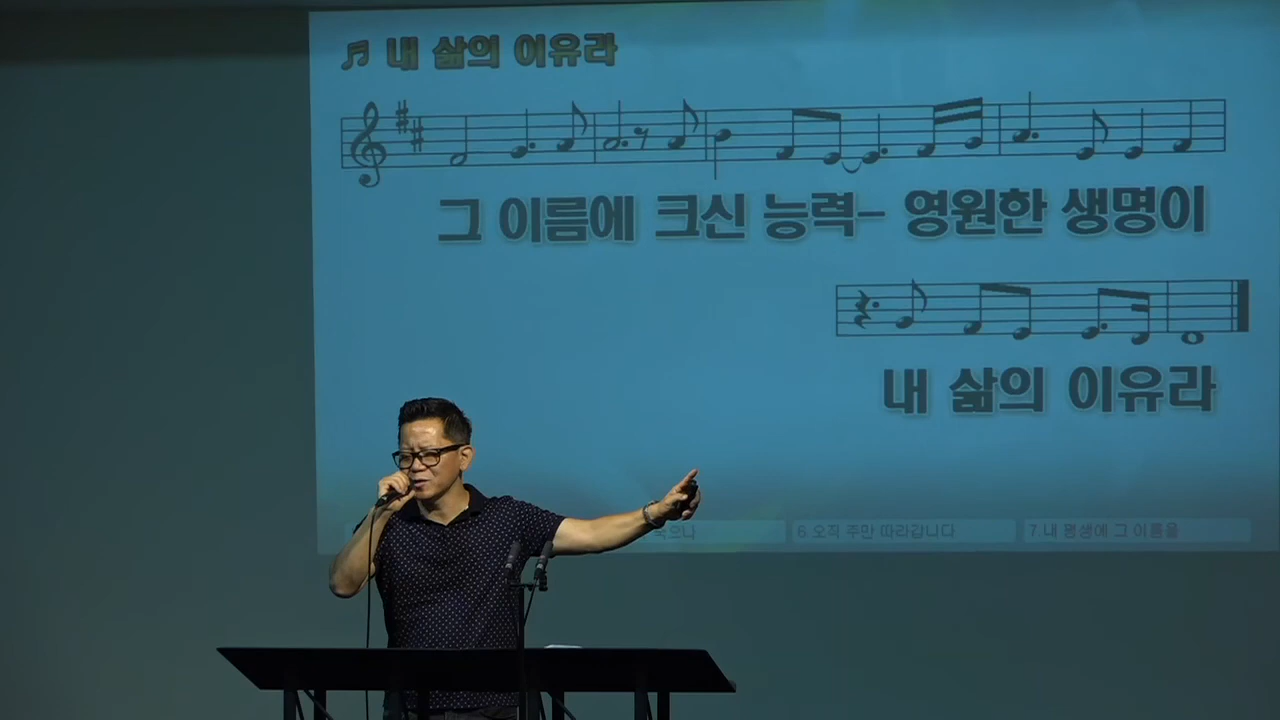 내 삶의 이유라
그 이름에 크신 능력- 영원한 생명이
내 삶의 이유라
6.오직 주만 따라갑니다
7.내 평생에 그 이름을